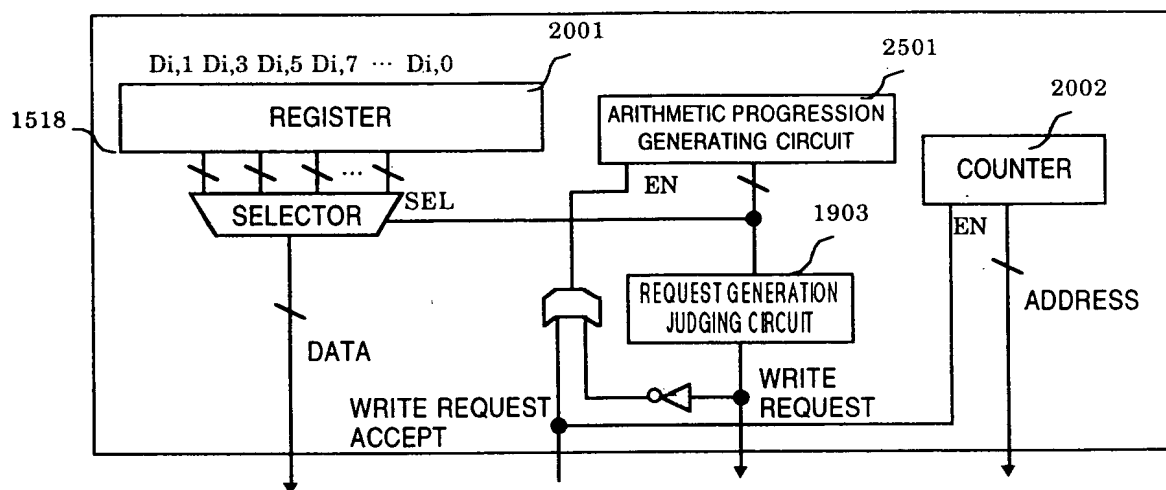 2001
Di,1 Di,3 Di,5 Di,7 ... Di,0
2501
1518
REGISTER
ARITHMETIC PROGRESSION
GENERATING CIRCUIT
2002
COUNTER
...
SEL
EN
SELECTOR
1903
EN
REQUEST GENERATION
JUDGING CIRCUIT
ADDRESS
DATA
WRITE REQUEST
ACCEPT
WRITE
REQUEST